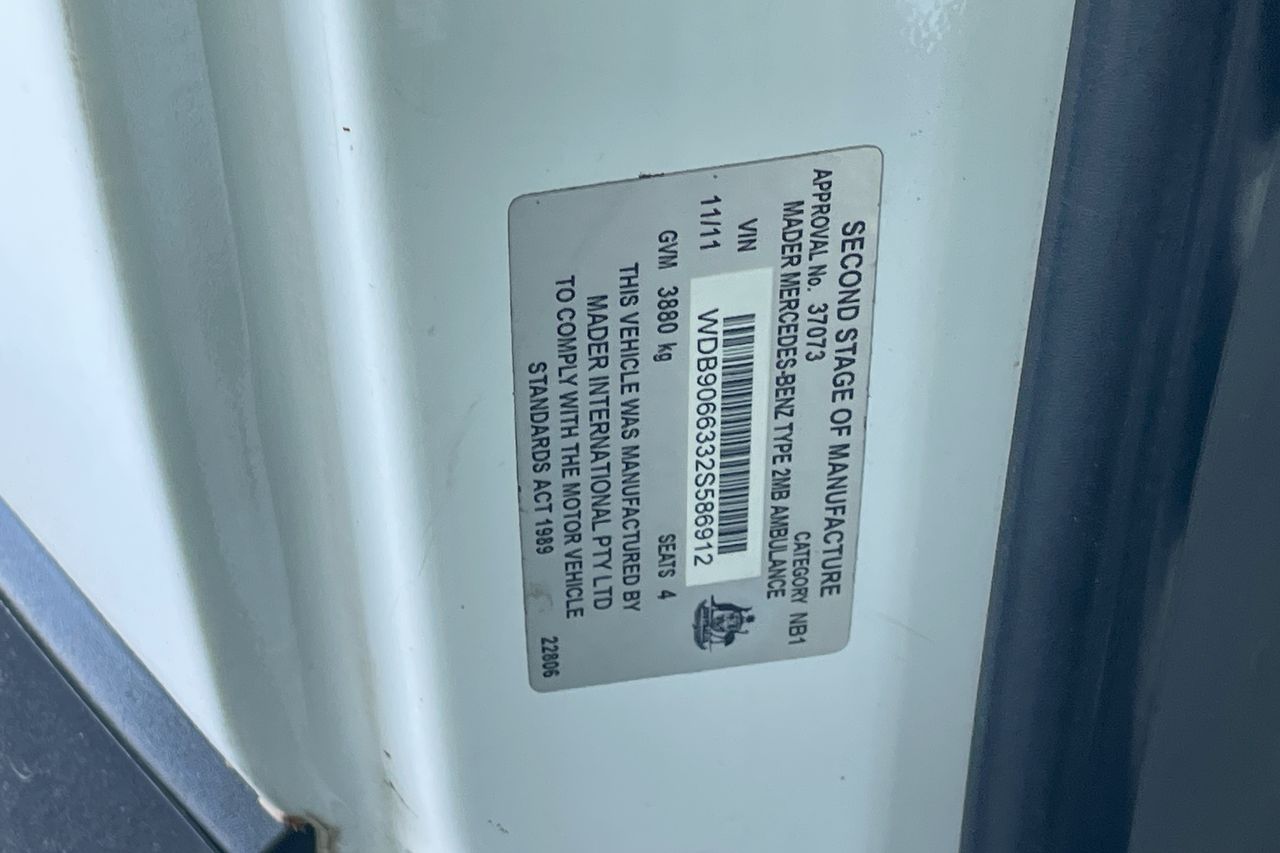 SECOND STAGE OF MANUFACTURE
APPROVAL No. 37073 CATEGORY NB1
MADER MERCEDES-BENZ TYPE 2MB AMBULANCE
VIN
11/11 WDB9066332S586912
GVM 3880 kg SEATS 4
THIS VEHICLE WAS MANUFACTURED BY
MADER INTERNATIONAL PTY LTD
TO COMPLY WITH THE MOTOR VEHICLE
STANDARDS ACT 1989 22806